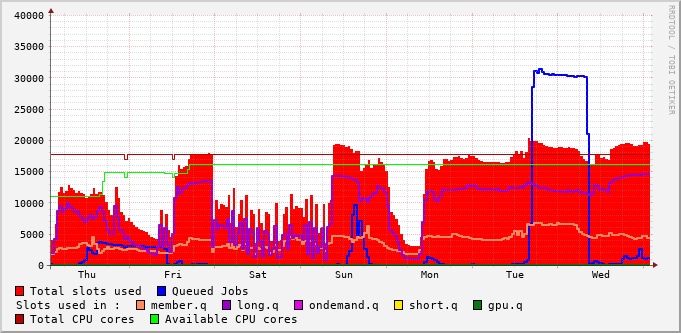 RRDTOOL / TOBI OETIKER
40000
35000
30000
25000
20000
15000
10000
5000
0
Thu Fri Sat Sun Mon Tue Wed
Total slots used Queued Jobs
Slots used in : member.q long.q ondemand.q short.q gpu.q
Total CPU cores Available CPU cores